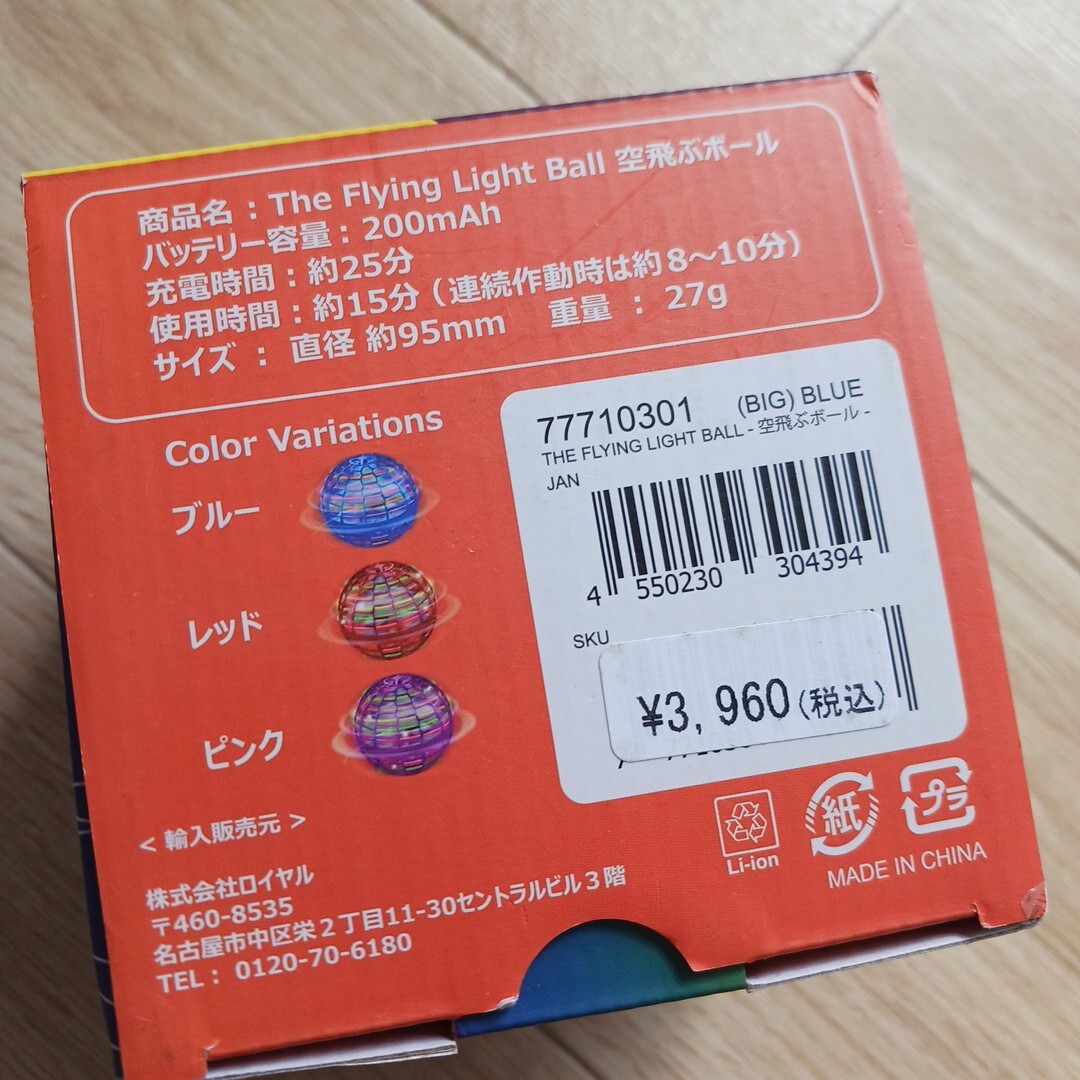 商品名 : The Flying Light Ball 空飛ぶボール
バッテリー容量 : 200mAh
充電時間 : 約25分
使用時間 : 約15分 (連続作動時は約8～10分)
サイズ : 直径 約95mm 重量 : 27g
Color Variations
ブルー
レッド
ピンク
77710301 (BIG) BLUE
THE FLYING LIGHT BALL - 空飛ぶボール -
JAN
4 550230 304394
SKU
¥3,960(税込)
Li-ion
紙
プラ
MADE IN CHINA
< 輸入販売元 >
株式会社ロイヤル
〒460-8535
名古屋市中区栄2丁目11-30セントラルビル3階
TEL : 0120-70-6180